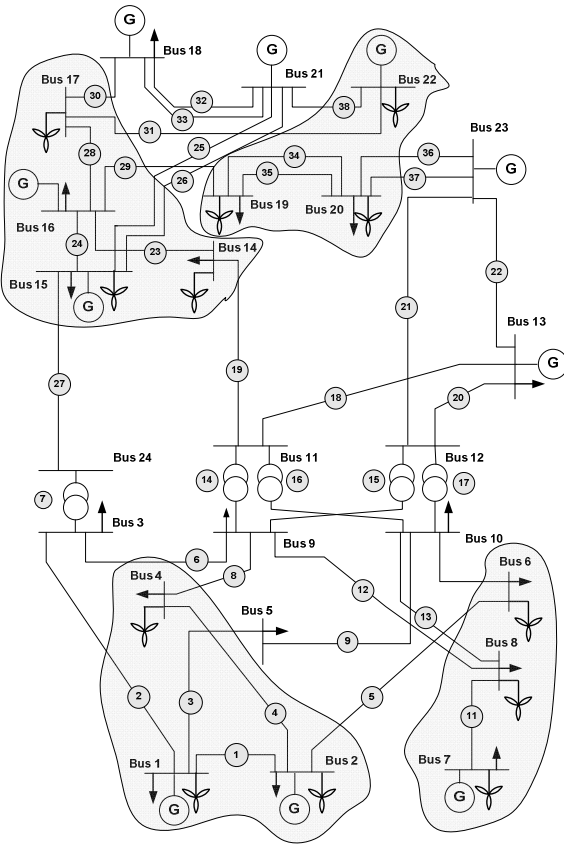 G
G
Bus 18
G
Bus 21
Bus 17
Bus 22
30
32
33
38
31
Bus 23
25
28
29
34
36
26
35
37
G
G
Bus 19
Bus 20
Bus 16
24
23
Bus 14
Bus 15
22
G
21
Bus 13
27
19
G
18
20
Bus 24
Bus 11
Bus 12
14
16
15
17
7
Bus 3
Bus 9
Bus 10
6
8
Bus 4
12
Bus 6
Bus 5
13
9
Bus 8
2
3
4
5
11
1
Bus 1
Bus 2
Bus 7
G
G
G